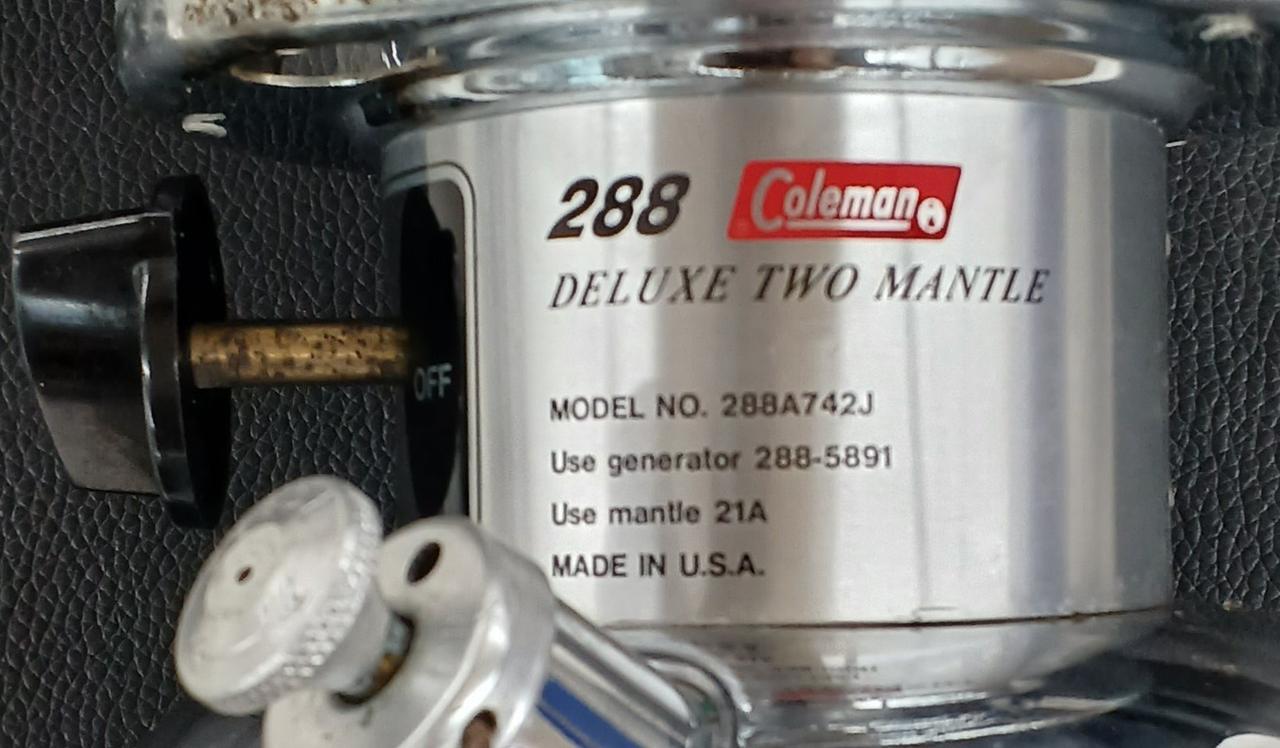 288 Coleman
DELUXE TWO MANTLE
OFF
MODEL NO. 288A742J
Use generator 288-5891
Use mantle 21A
MADE IN U.S.A.